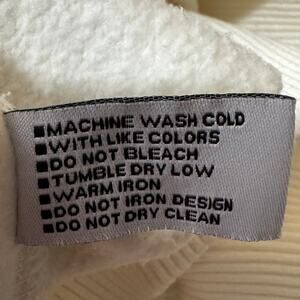 ■MACHINE WASH COLD
■WITH LIKE COLORS
■DO NOT BLEACH
■TUMBLE DRY LOW
■WARM IRON
■DO NOT IRON DESIGN
■DO NOT DRY CLEAN